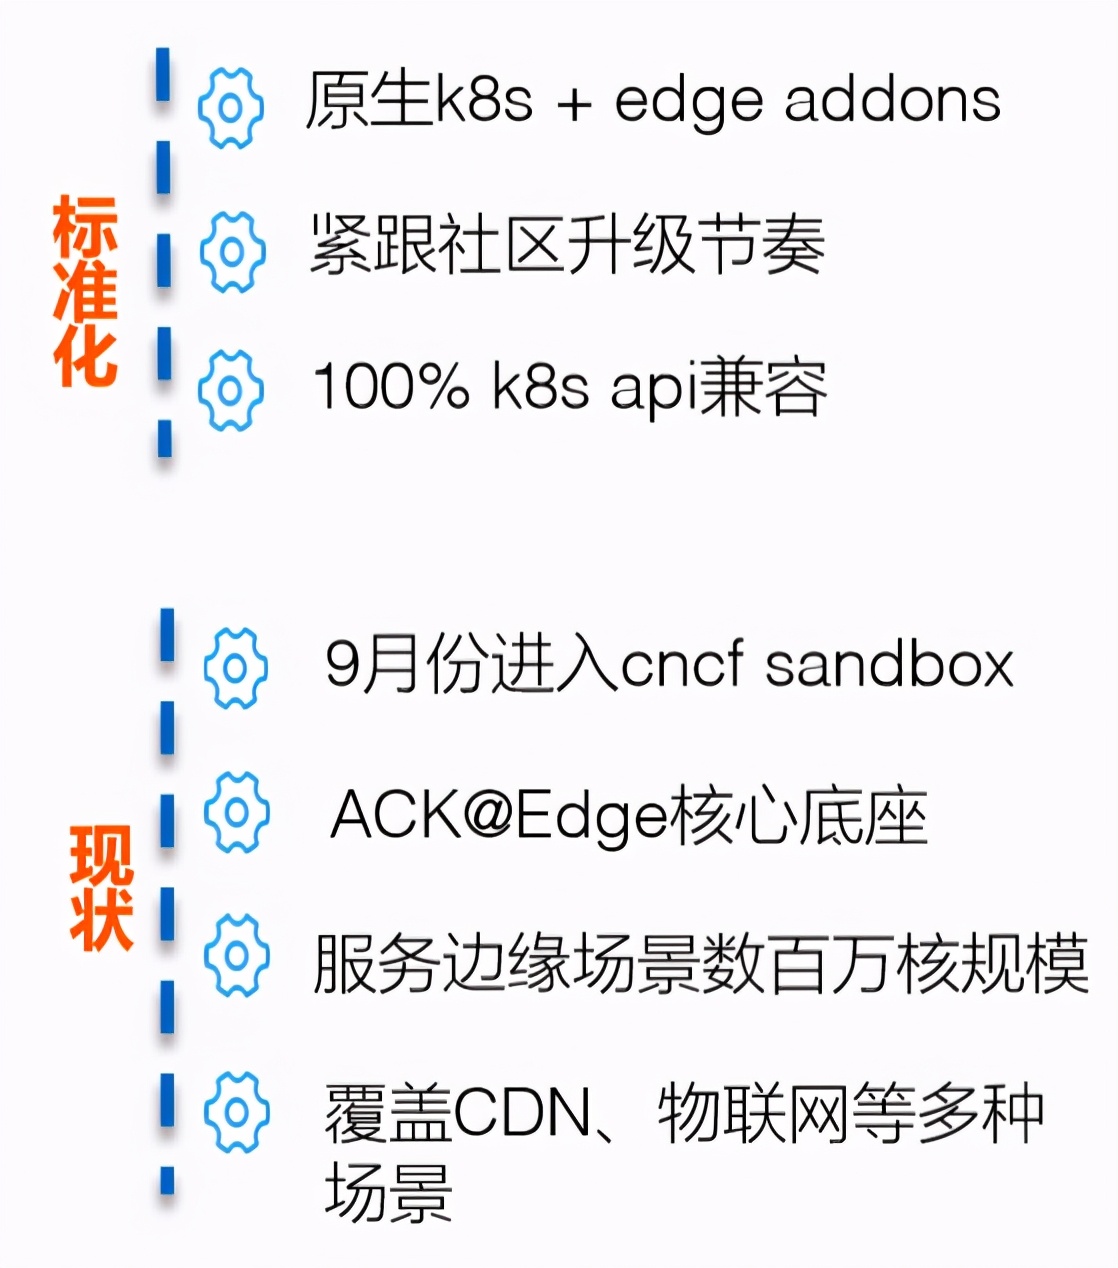 标准化
原生k8s + edge addons
紧跟社区升级节奏
100% k8s api兼容
现状
9月份进入cncf sandbox
ACK@Edge核心底座
服务边缘场景数百万核规模
覆盖CDN、物联网等多种
场景